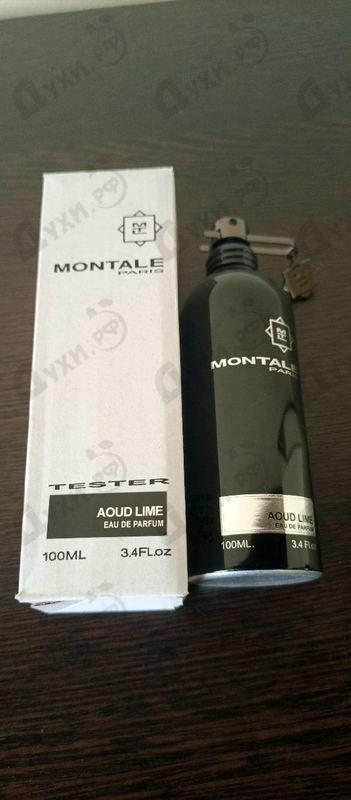 MONTALE
PARIS
TESTER
AOUD LIME
EAU DE PARFUM
100ML 3.4FL.oz
MONTALE
PARIS
AOUD LIME
EAU DE PARFUM
100ML. 3.4 FL.oz
Духи.рф